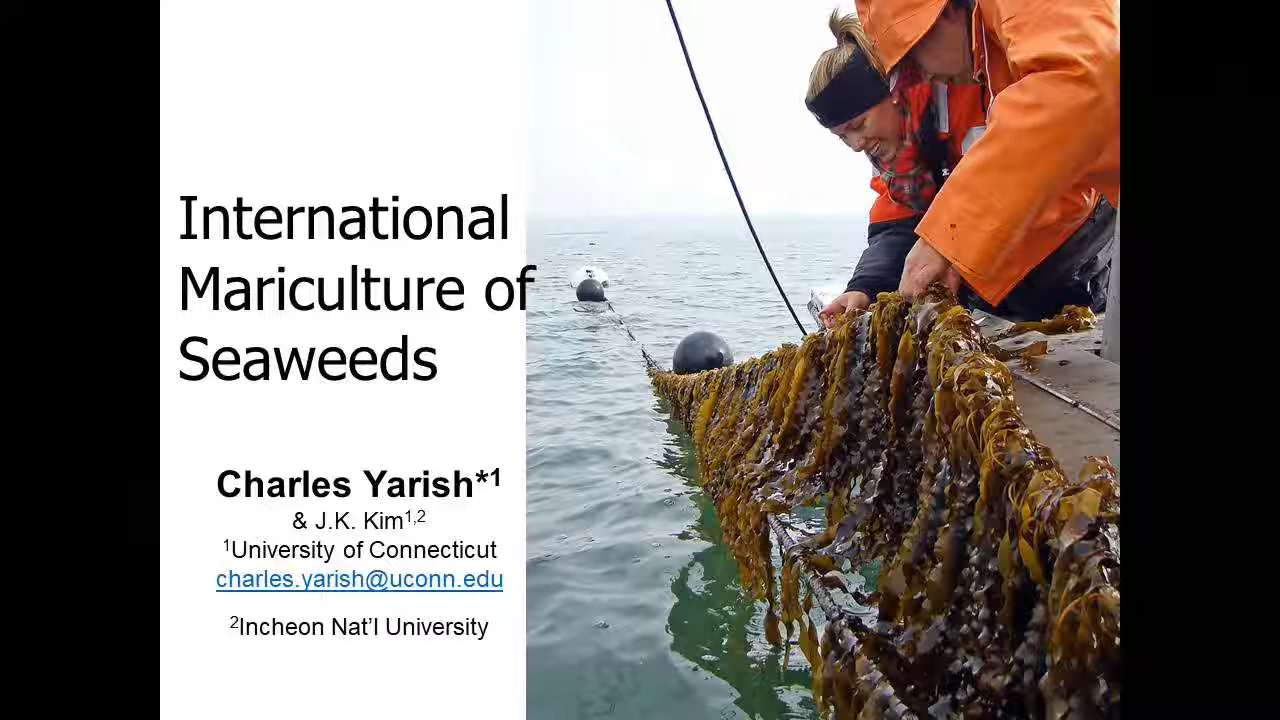 International
Mariculture of
Seaweeds
Charles Yarish*¹
& J.K. Kim¹,²
¹University of Connecticut
charles.yarish@uconn.edu
²Incheon Nat’l University